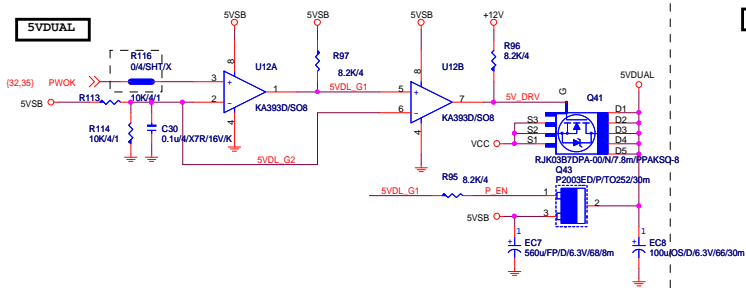 5VDUAL
5VSB
5VSB
+12V
R116
0/4/SHT/X
U12A
R97
8.2K/4
U12B
R96
8.2K/4
{32,35} PWOK
3
8
1
5VDL_G1
5
8
7
5V_DRV
G
Q41
5VDUAL
5VSB
R113
10K/4/1
2
4
KA393D/SO8
6
4
KA393D/SO8
S3
S2
S1
D1
D2
D3
D4
D5
VCC
R114
10K/4/1
C30
0.1u/4/X7R/16V/K
5VDL_G2
RJK03B7DPA-00/N/7.8m/PPAKSO-8
Q43
P2003ED/P/TO252/30m
5VDL_G1
R95
8.2K/4
P_EN
1
2
3
5VSB
1
EC7
560u/FP/D/6.3V/68/8m
1
EC8
100u/OS/D/6.3V/66/30m